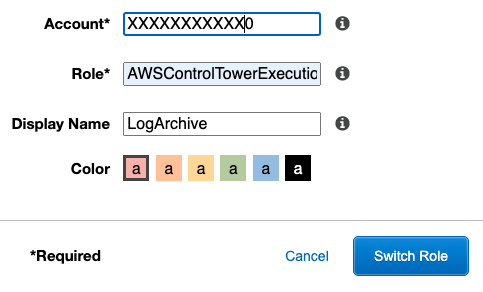 Account* XXXXXXXXXXX0
Role* AWSControlTowerExecutio
Display Name LogArchive
Color a a a a a a
*Required Cancel Switch Role